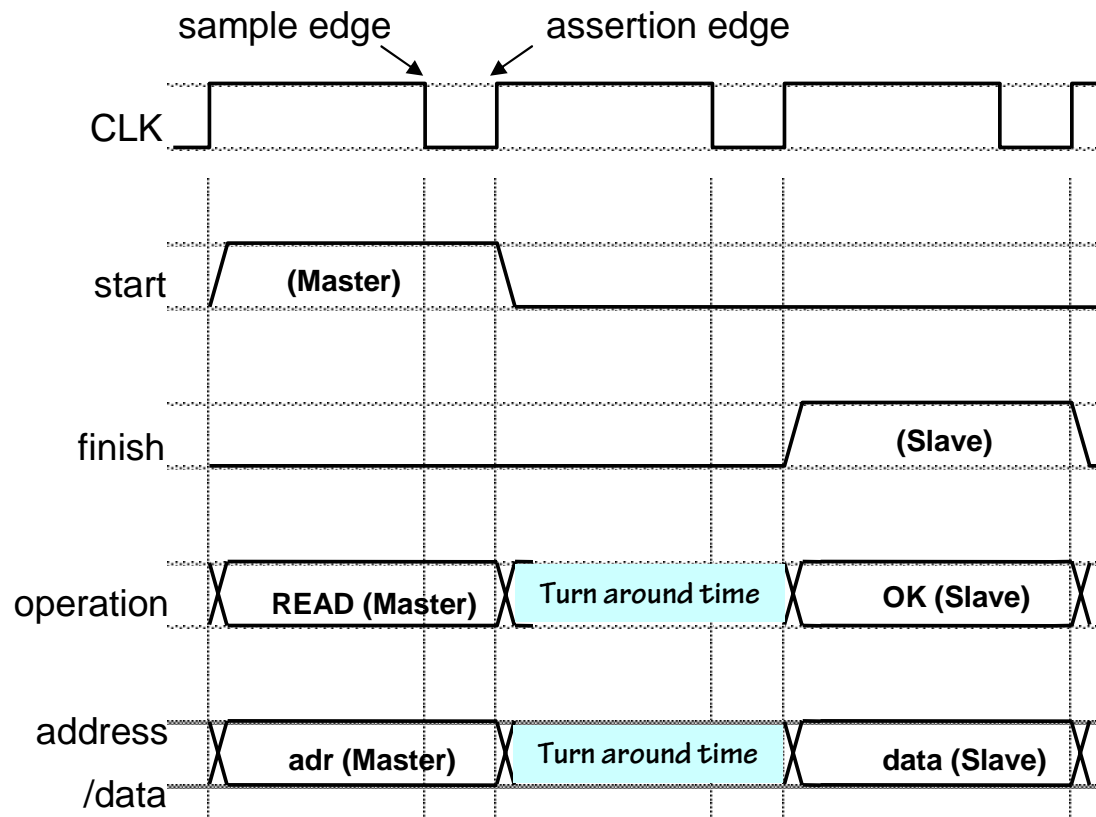 sample edge
assertion edge
CLK
start
(Master)
finish
(Slave)
operation
READ (Master)
Turn around time
OK (Slave)
address
/data
adr (Master)
Turn around time
data (Slave)